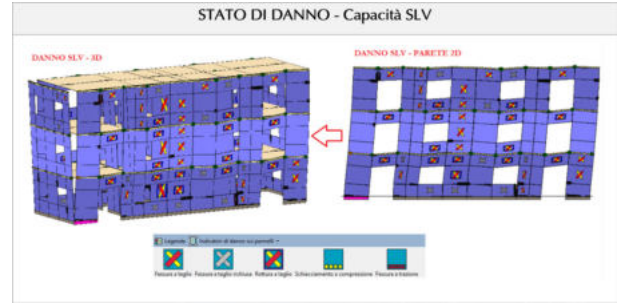 STATO DI DANNO - Capacità SLV
DANNO SLV - 3D
DANNO SLV - PARETE 2D
Legenda Indicatori di danno sui pannelli
Fessura a taglio Fessura a taglio richiusa Rottura a taglio Schiacciamento a compressione Fessura a trazione